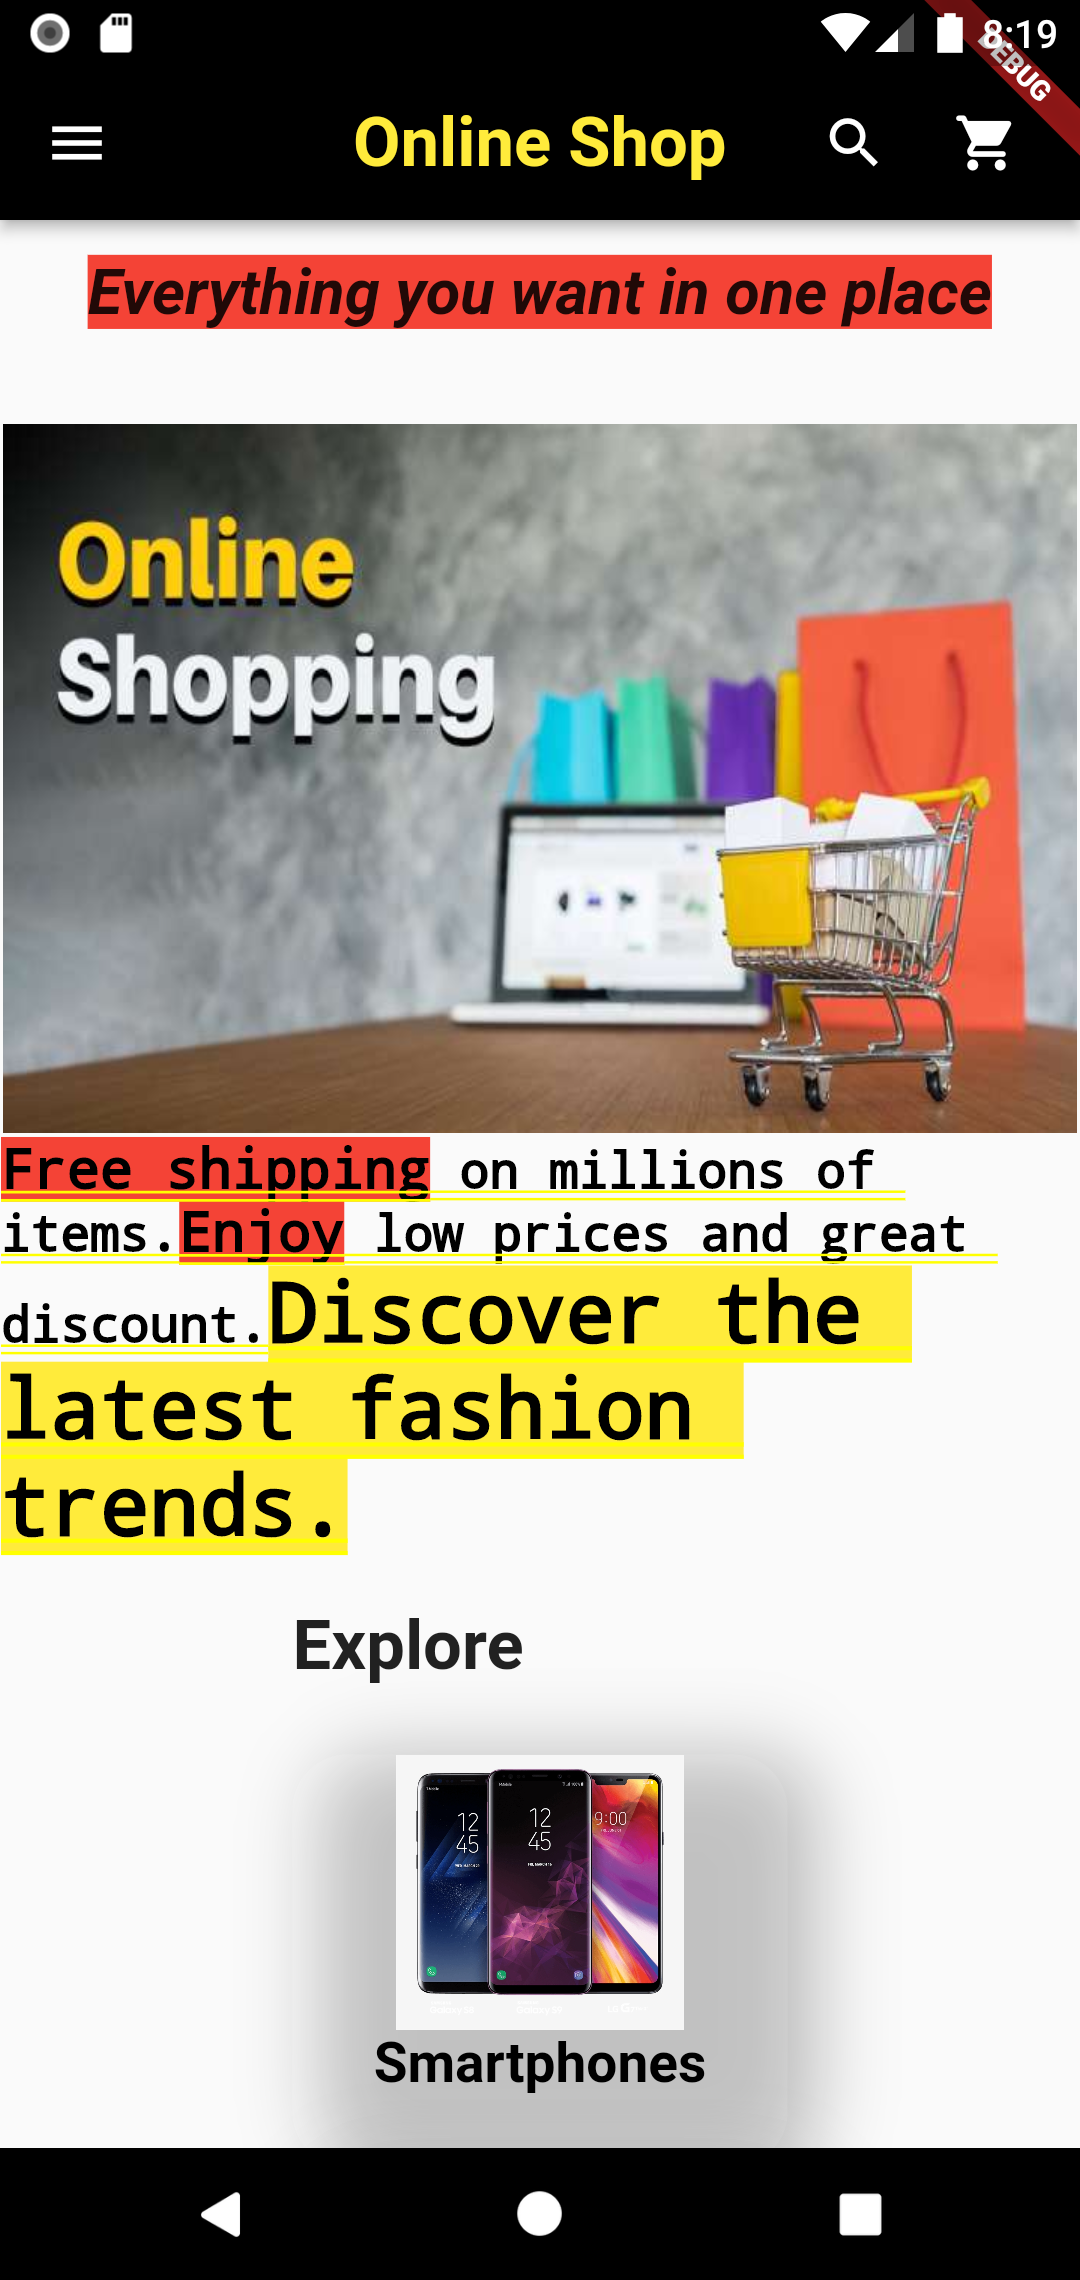 8:19
DEBUG
Online Shop
Everything you want in one place
Online
Shopping
Free shipping on millions of
items.Enjoy low prices and great
discount.Discover the
latest fashion
trends.
Explore
12
45
12
45
9:00
Smartphones